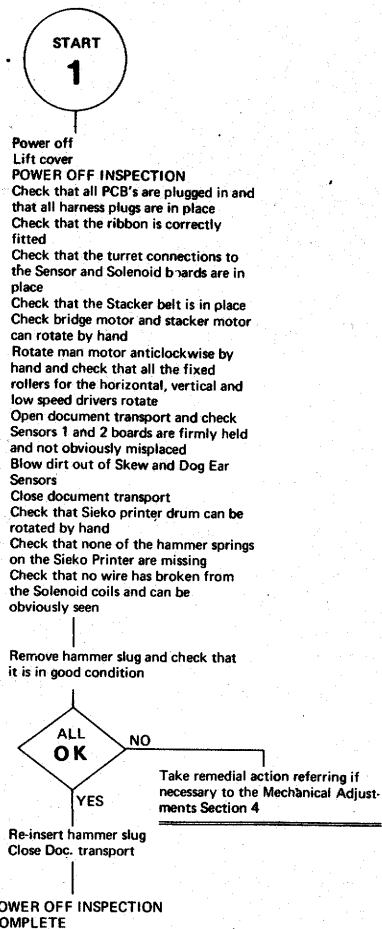 START
1
Power off
Lift cover
POWER OFF INSPECTION
Check that all PCB's are plugged in and
that all harness plugs are in place
Check that the ribbon is correctly
fitted
Check that the turret connections to
the Sensor and Solenoid boards are in
place
Check that the Stacker belt is in place
Check bridge motor and stacker motor
can rotate by hand
Rotate man motor anticlockwise by
hand and check that all the fixed
rollers for the horizontal, vertical and
low speed drivers rotate
Open document transport and check
Sensors 1 and 2 boards are firmly held
and not obviously misplaced
Blow dirt out of Skew and Dog Ear
Sensors
Close document transport
Check that Sieko printer drum can be
rotated by hand
Check that none of the hammer springs
on the Sieko Printer are missing
Check that no wire has broken from
the Solenoid coils and can be
obviously seen
Remove hammer slug and check that
it is in good condition
ALL
OK
NO
Take remedial action referring if
necessary to the Mechanical Adjust-
ments Section 4
YES
Re-insert hammer slug
Close Doc. transport
OWER OFF INSPECTION
OMPLETE